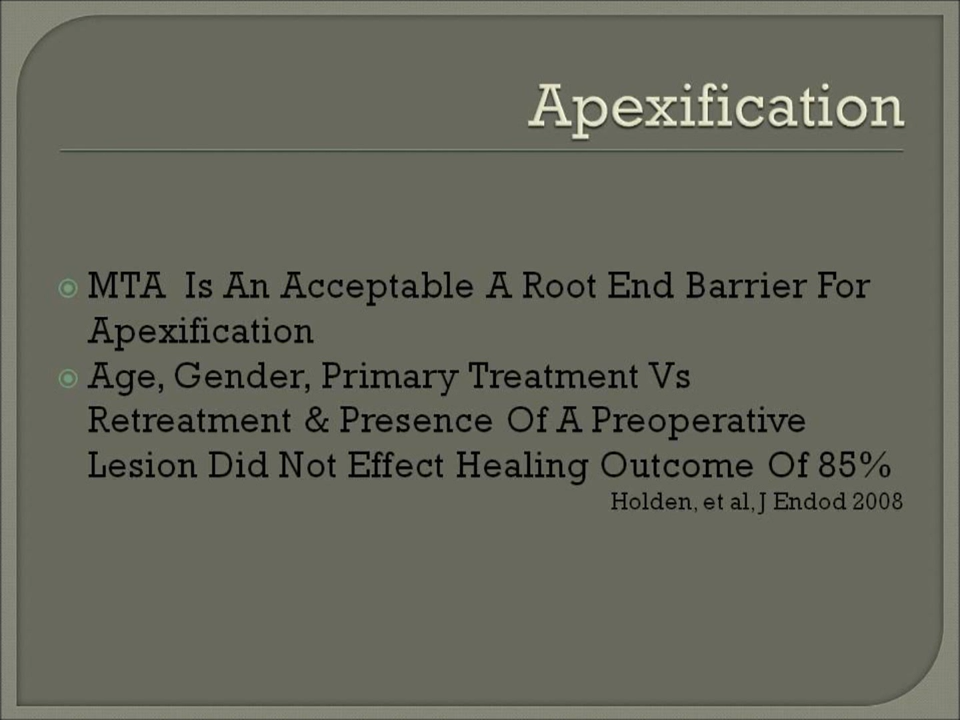 Apexification
MTA Is An Acceptable A Root End Barrier For
Apexification
Age, Gender, Primary Treatment Vs
Retreatment & Presence Of A Preoperative
Lesion Did Not Effect Healing Outcome Of 85%
Holden, et al, J Endod 2008